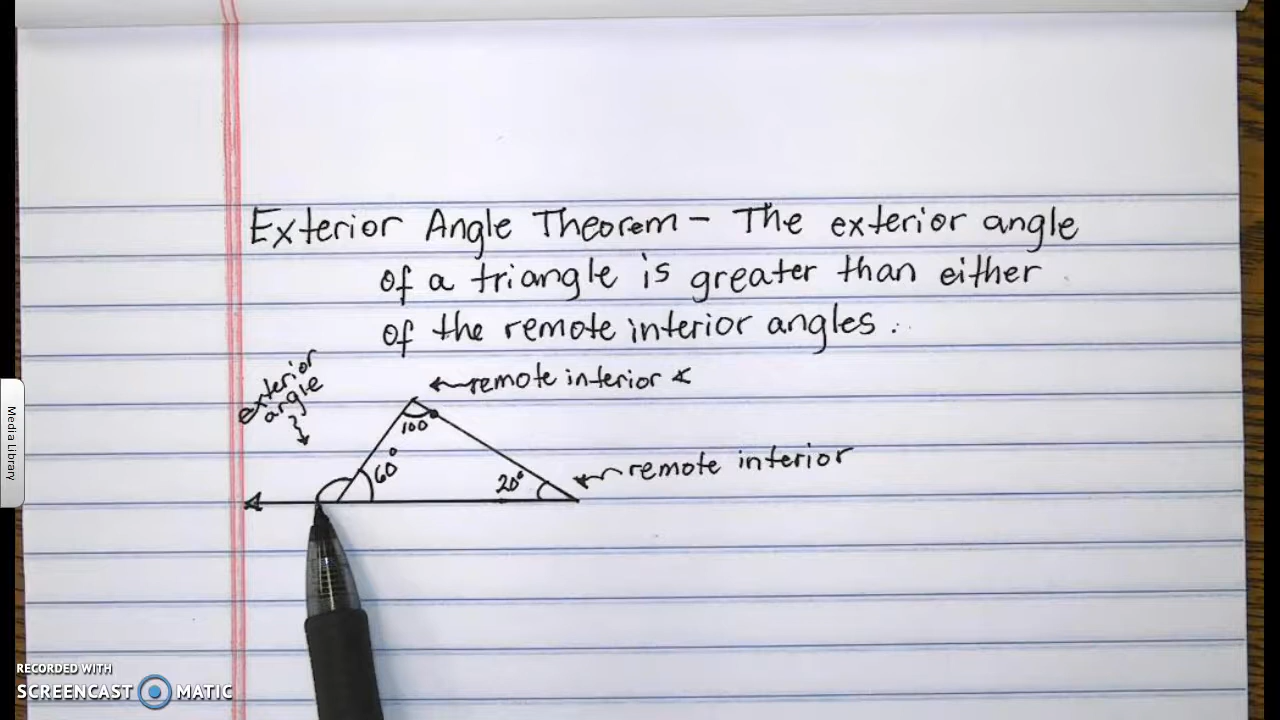 Exterior Angle Theorem – The exterior angle
of a triangle is greater than either
of the remote interior angles.
exterior
angle
remote interior ∢
100°
60°
remote interior
20°
Media Library
RECORDED WITH
SCREENCAST MATIC